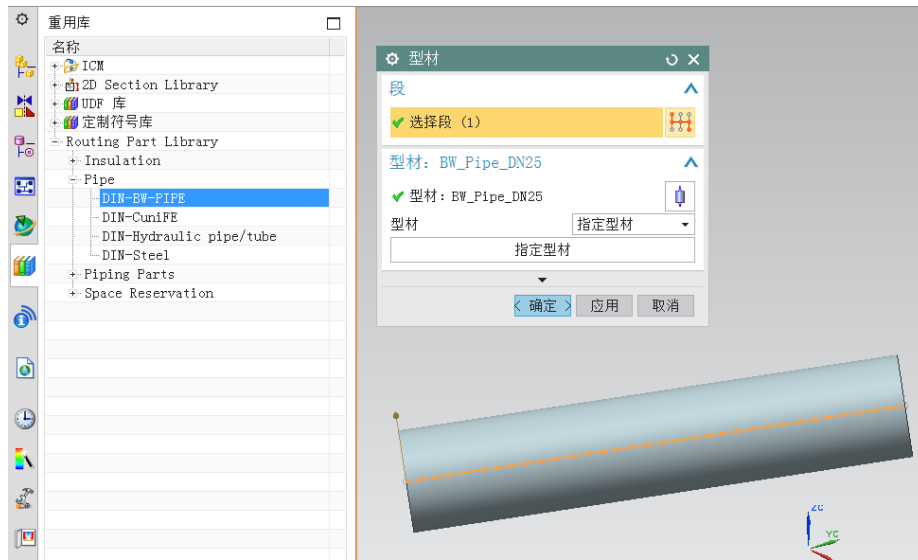 重用库
名称
ICM
2D Section Library
UDF 库
定制符号库
Routing Part Library
Insulation
Pipe
DIN-BW-PIPE
DIN-CuniFE
DIN-Hydraulic pipe/tube
DIN-Steel
Piping Parts
Space Reservation
型材
段
选择段 (1)
型材: BW_Pipe_DN25
型材: BW_Pipe_DN25
型材 指定型材
指定型材
确定 应用 取消
ZC
YC